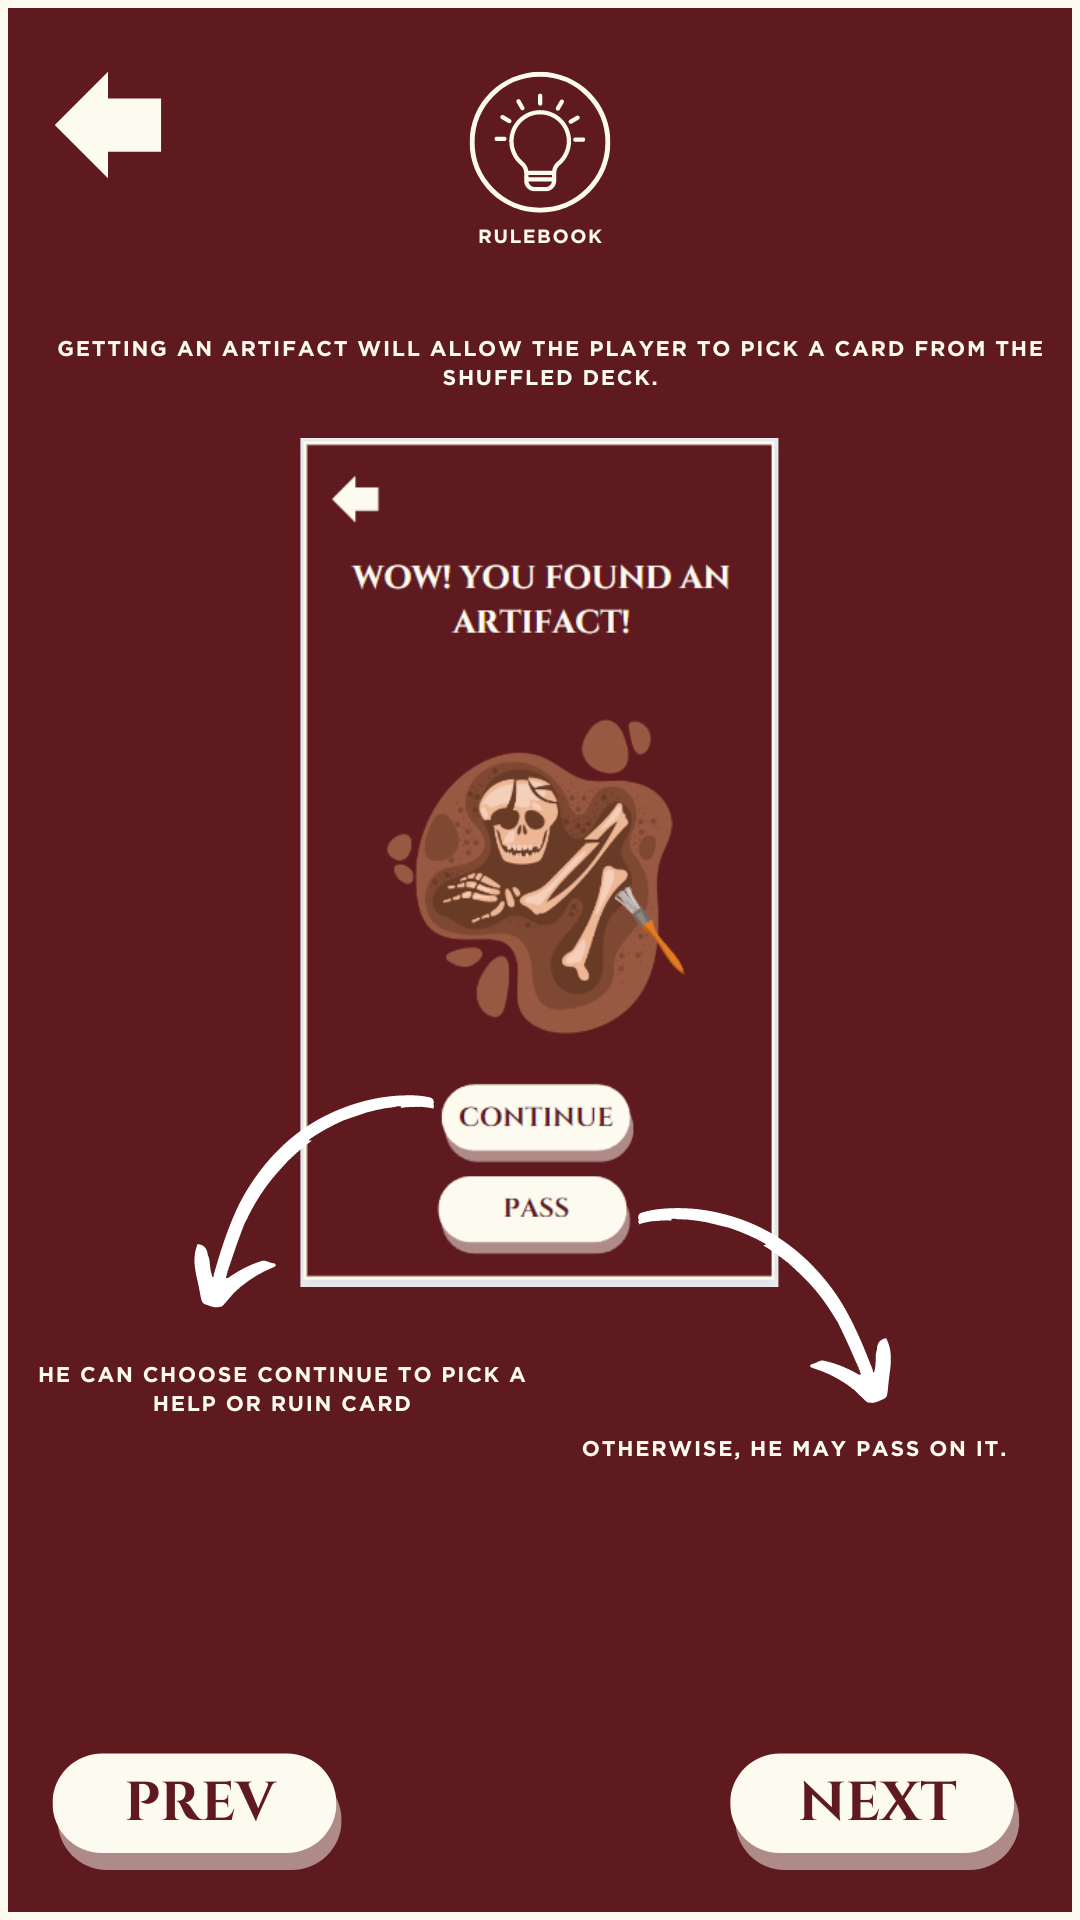 RULEBOOK
GETTING AN ARTIFACT WILL ALLOW THE PLAYER TO PICK A CARD FROM THE
SHUFFLED DECK.
WOW! YOU FOUND AN
ARTIFACT!
CONTINUE
PASS
HE CAN CHOOSE CONTINUE TO PICK A
HELP OR RUIN CARD
OTHERWISE, HE MAY PASS ON IT.
PREV
NEXT